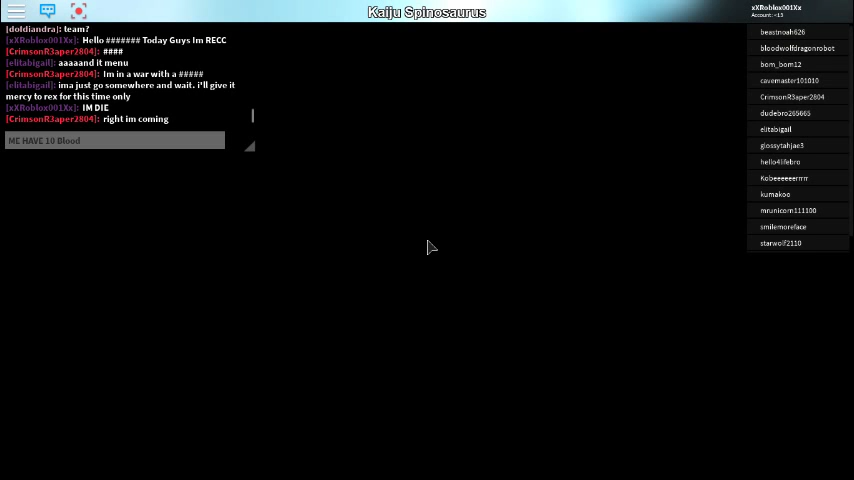 Kaiju Spinosaurus
xXRoblox001Xx
Account: <13
[doldiandra]: team?
[xXRoblox001Xx]: Hello ####### Today Guys Im RECC
[CrimsonR3aper2804]: ####
[elitabigail]: aaaaand it menu
[CrimsonR3aper2804]: Im in a war with a #####
[elitabigail]: ima just go somewhere and wait. i'll give it
mercy to rex for this time only
[xXRoblox001Xx]: IM DIE
[CrimsonR3aper2804]: right im coming
ME HAVE 10 Blood
beastnoah626
bloodwolfdragonrobot
bom_bom12
cavemaster101010
CrimsonR3aper2804
dudebro265665
elitabigail
glossytahjae3
hello4lifebro
Kobeeeeerrrrr
kumakoo
mrunicorn111100
smilemoreface
starwolf2110